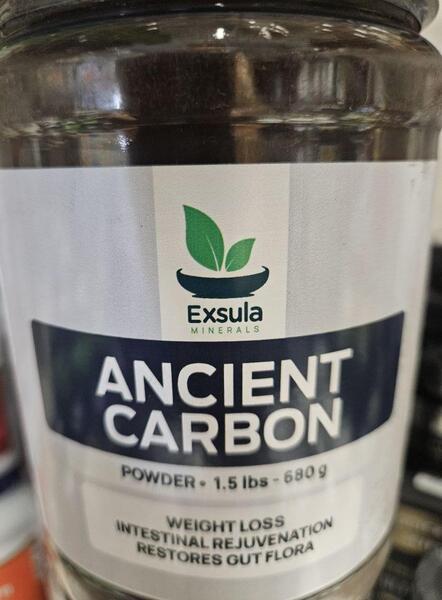 Exsula
MINERALS
ANCIENT
CARBON
POWDER • 1.5 lbs - 680 g
WEIGHT LOSS
INTESTINAL REJUVENATION
RESTORES GUT FLORA